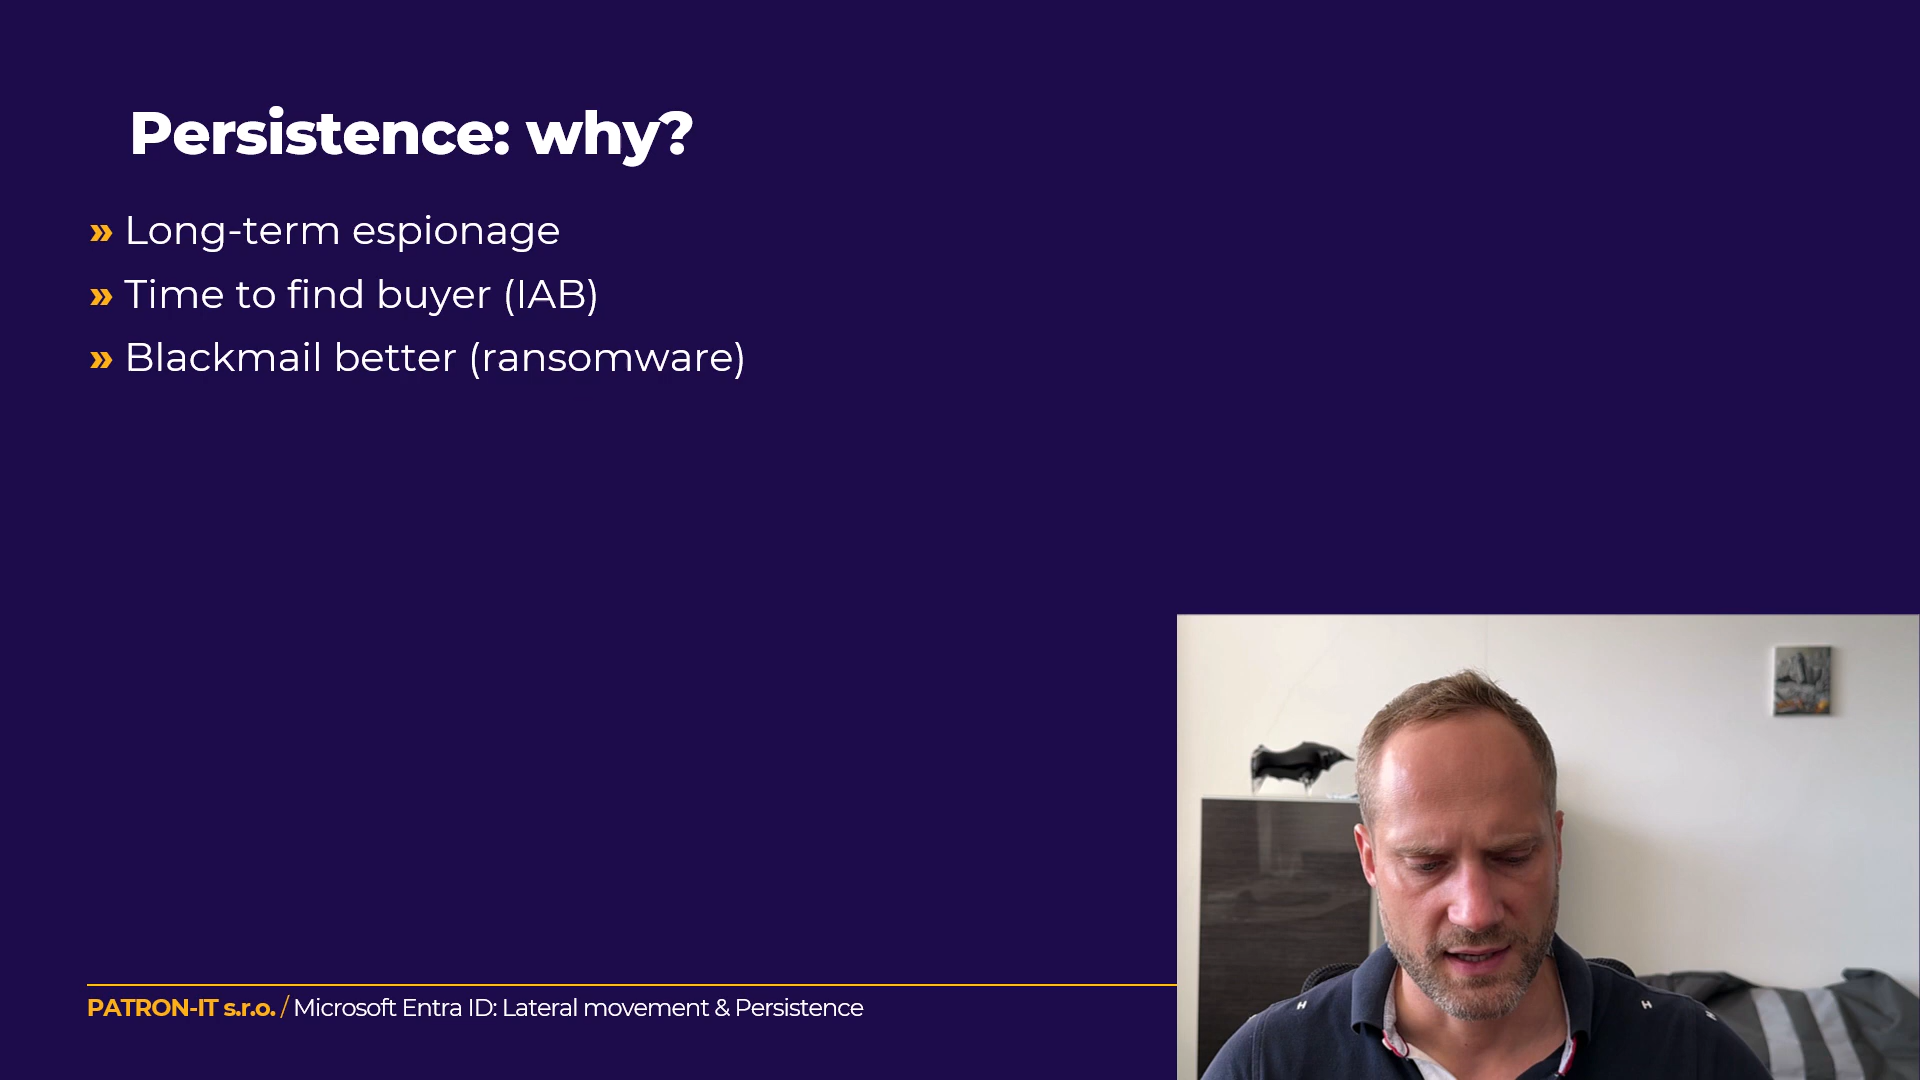 Persistence: why?
» Long-term espionage
» Time to find buyer (IAB)
» Blackmail better (ransomware)
PATRON-IT s.r.o. / Microsoft Entra ID: Lateral movement & Persistence